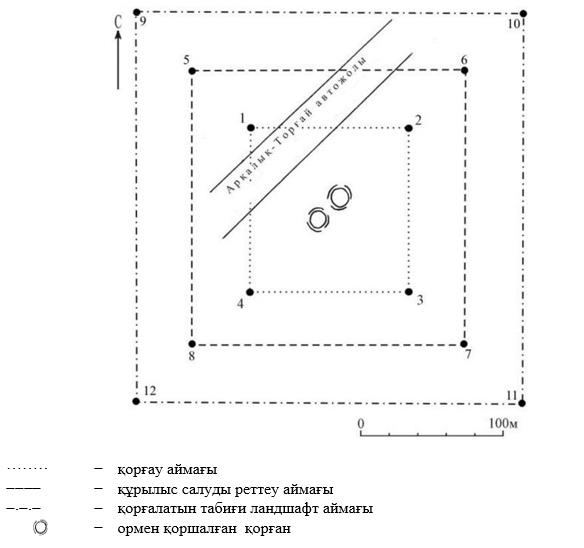 С
9
10
5
6
Арқалық-Торғай автожолы
1
2
4
3
8
7
12
11
0 100м
........ – қорғау аймағы
–––– – құрылыс салуды реттеу аймағы
–·–·– – қорғалатын табиғи ландшафт аймағы
– ормен қоршалған қорған